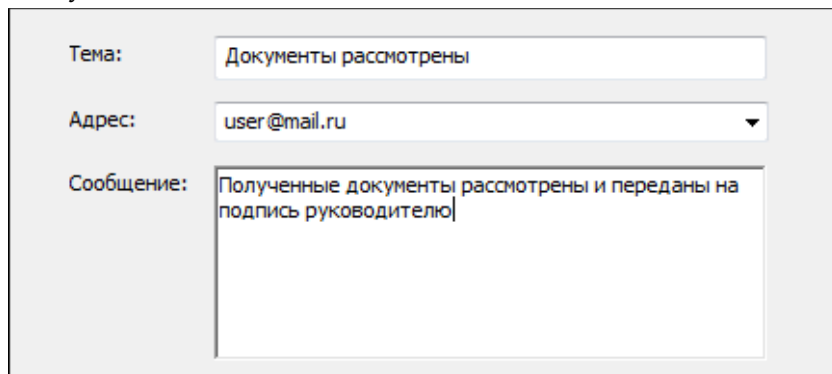 Тема: Документы рассмотрены
Адрес: user@mail.ru
Сообщение: Полученные документы рассмотрены и переданы на
подпись руководителю